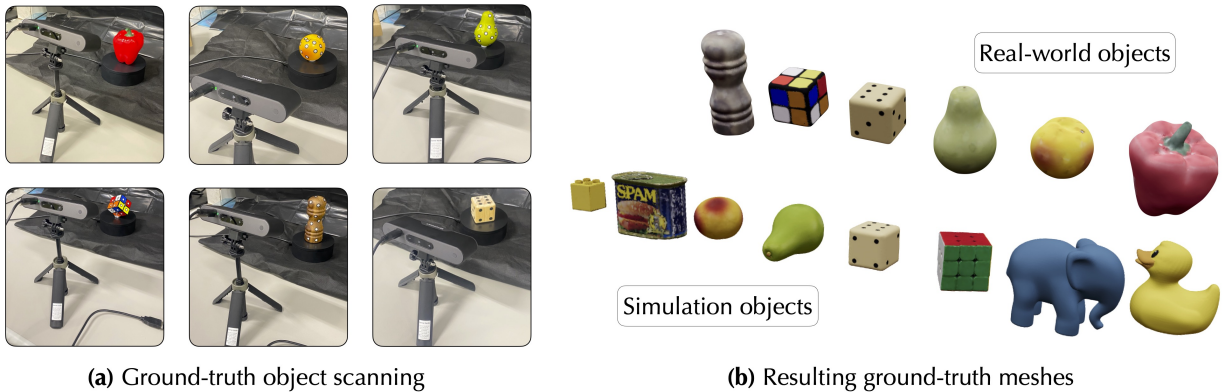 Real-world objects
SPAM
Simulation objects
(a) Ground-truth object scanning
(b) Resulting ground-truth meshes